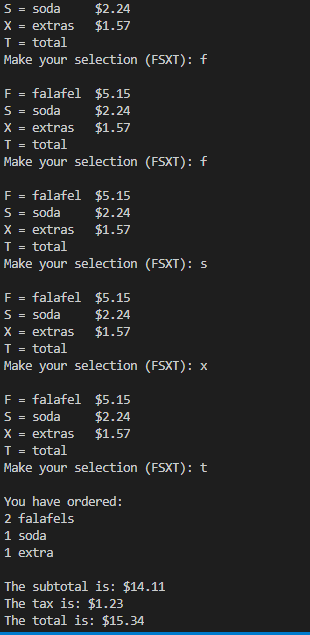 S = soda     $2.24
X = extras   $1.57
T = total
Make your selection (FSXT): f

F = falafel  $5.15
S = soda     $2.24
X = extras   $1.57
T = total
Make your selection (FSXT): f

F = falafel  $5.15
S = soda     $2.24
X = extras   $1.57
T = total
Make your selection (FSXT): s

F = falafel  $5.15
S = soda     $2.24
X = extras   $1.57
T = total
Make your selection (FSXT): x

F = falafel  $5.15
S = soda     $2.24
X = extras   $1.57
T = total
Make your selection (FSXT): t

You have ordered:
2 falafels
1 soda
1 extra

The subtotal is: $14.11
The tax is: $1.23
The total is: $15.34